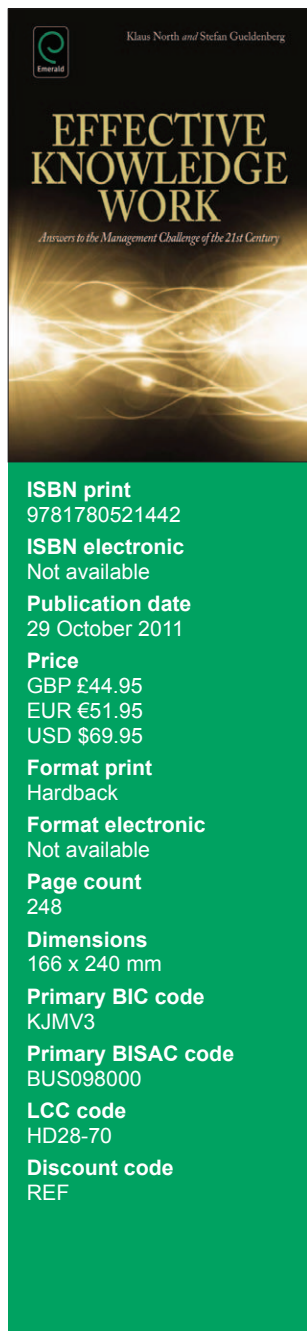 Klaus North and Stefan Gueldenberg
Emerald
EFFECTIVE
KNOWLEDGE
WORK
Answers to the Management Challenge of the 21st Century
ISBN print
9781780521442
ISBN electronic
Not available
Publication date
29 October 2011
Price
GBP £44.95
EUR €51.95
USD $69.95
Format print
Hardback
Format electronic
Not available
Page count
248
Dimensions
166 x 240 mm
Primary BIC code
KJMV3
Primary BISAC code
BUS098000
LCC code
HD28-70
Discount code
REF